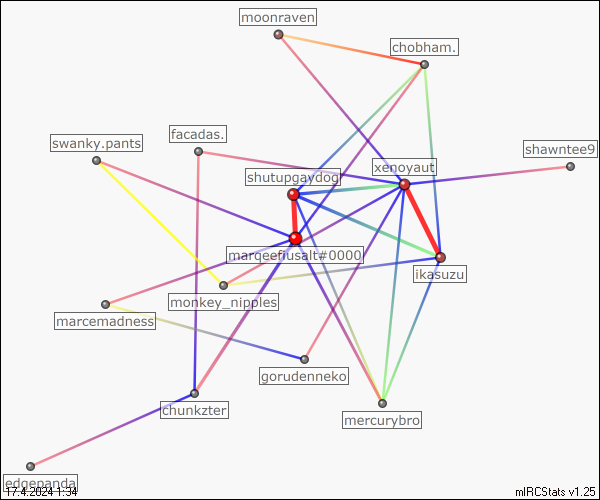 moonraven
chobham.
facadas.
swanky.pants
shawntee9
xenoyaut
shutupgaydog
marqeefiusalt#0000
ikasuzu
monkey_nipples
marcemadness
gorudenneko
chunkzter
mercurybro
edgepanda
17.4.2024 1:34
mIRCStats v1.25